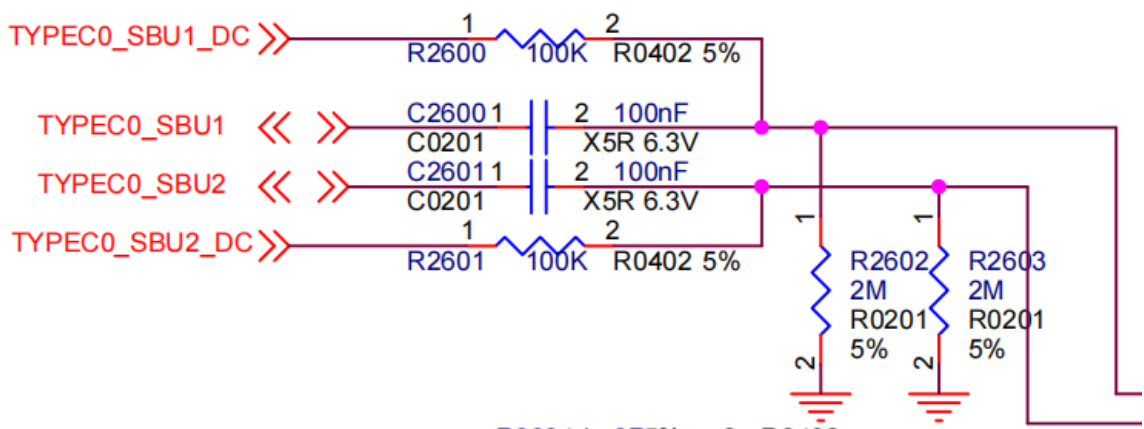 TYPEC0_SBU1_DC 1 2
R2600 100K R0402 5%
TYPEC0_SBU1 C2600 1 2 100nF
C0201 X5R 6.3V
TYPEC0_SBU2 C2601 1 2 100nF
C0201 X5R 6.3V
TYPEC0_SBU2_DC 1 2
R2601 100K R0402 5%
1 1
R2602 R2603
2M 2M
R0201 R0201
5% 5%
2 2